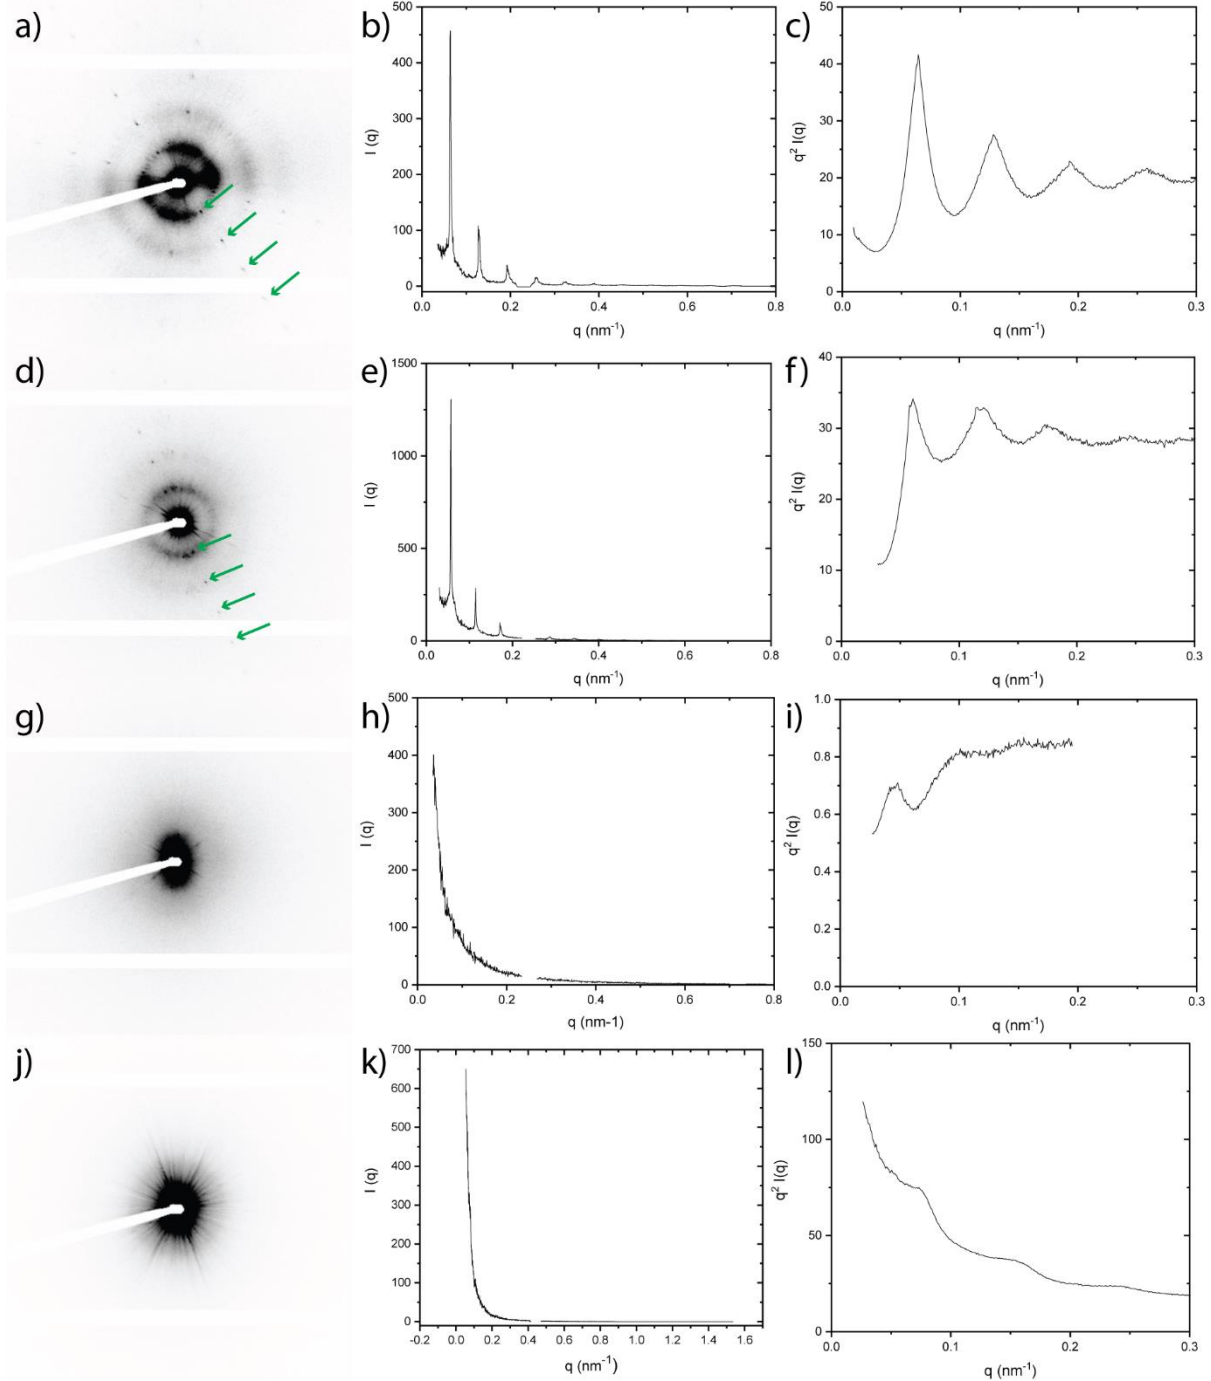 a)
b)
500
400
300
200
100
0
I (q)
0.0 0.2 0.4 0.6 0.8
q (nm-1)
c)
50
40
30
20
10
0
q2 I(q)
0.0 0.1 0.2 0.3
q (nm-1)
d)
e)
1500
1000
500
0
I (q)
0.0 0.2 0.4 0.6 0.8
q (nm-1)
f)
40
30
20
10
0
q2 I(q)
0.0 0.1 0.2 0.3
q (nm-1)
g)
h)
500
400
300
200
100
0
I (q)
0.0 0.2 0.4 0.6 0.8
q (nm-1)
i)
1.0
0.8
0.6
0.4
0.2
0.0
q2 I(q)
0.0 0.1 0.2 0.3
q (nm-1)
j)
k)
700
600
500
400
300
200
100
0
I (q)
-0.2 0.0 0.2 0.4 0.6 0.8 1.0 1.2 1.4 1.6
q (nm-1)
l)
150
100
50
0
q2 I(q)
0.0 0.1 0.2 0.3
q (nm-1)